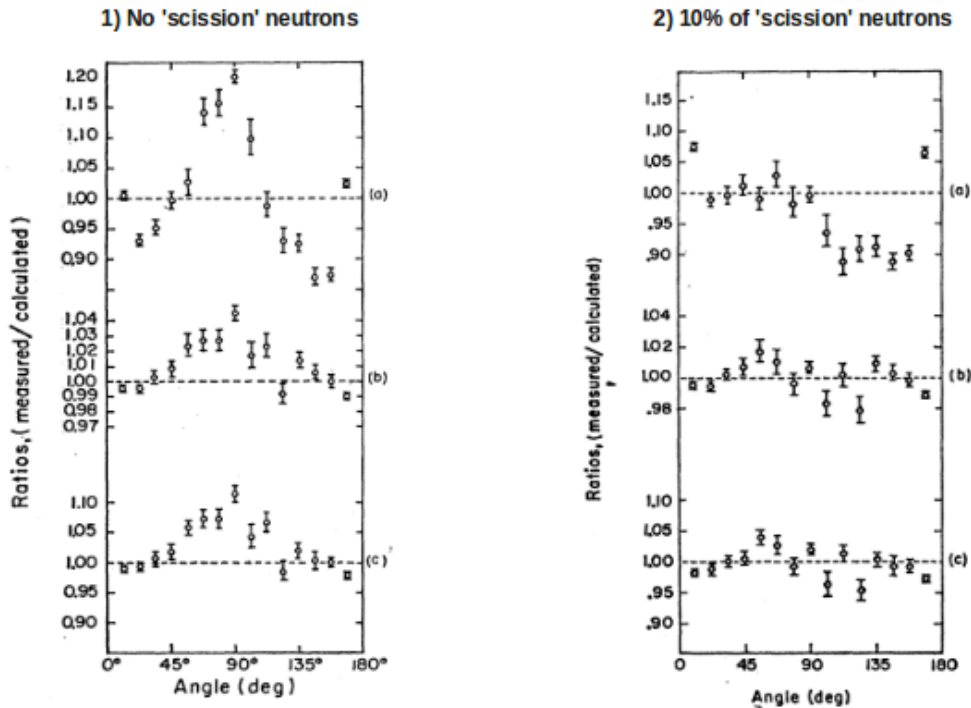 1) No 'scission' neutrons
Ratios, (measured/calculated)
1.20
1.15
1.10
1.05
1.00
0.95
0.90
(a)
1.04
1.03
1.02
1.01
1.00
0.99
0.98
0.97
(b)
1.10
1.05
1.00
0.95
0.90
(c)
0° 45° 90° 135° 180°
Angle (deg)
2) 10% of 'scission' neutrons
Ratios, (measured/calculated)
1.15
1.10
1.05
1.00
.95
.90
(a)
1.04
1.02
1.00
.98
(b)
1.10
1.05
1.00
.95
.90
(c)
0 45 90 135 180
Angle (deg)